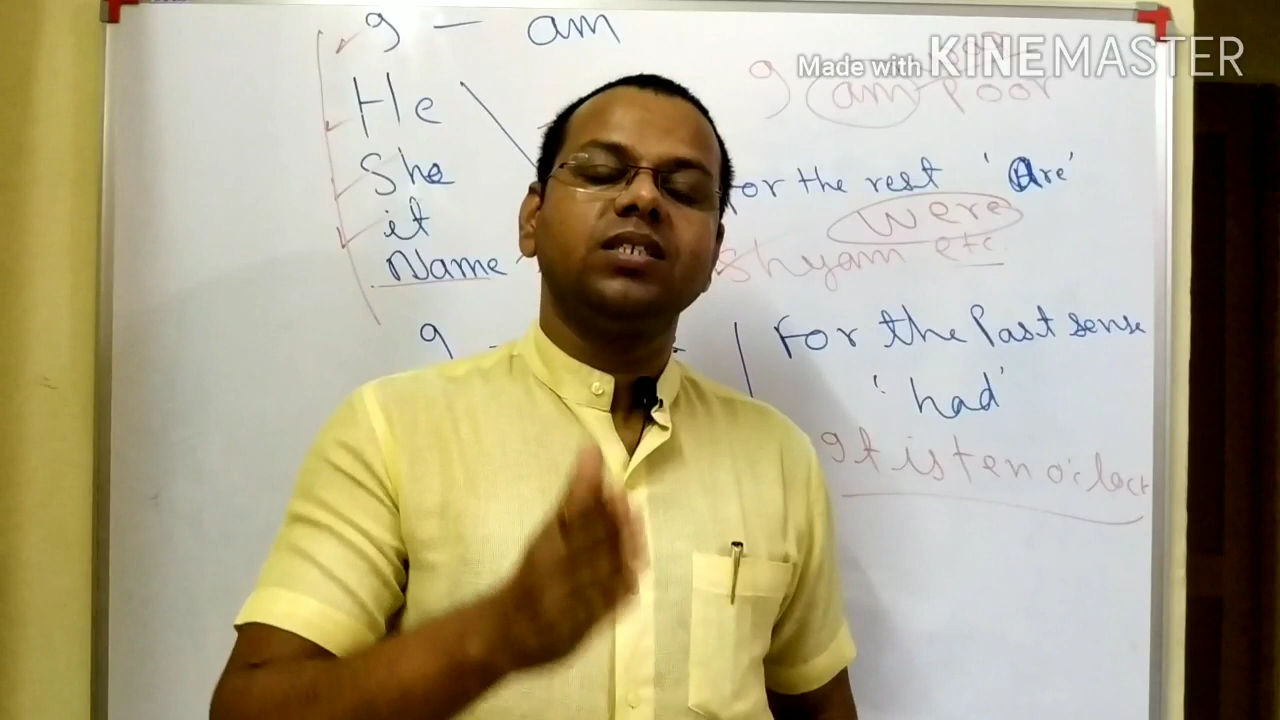 I - am
Made with KINEMASTER
I am poor
He
She
it
Name
or the rest 'Are'
were
shyam etc.
I -
For the Past sense
'had'
It is ten o'clock